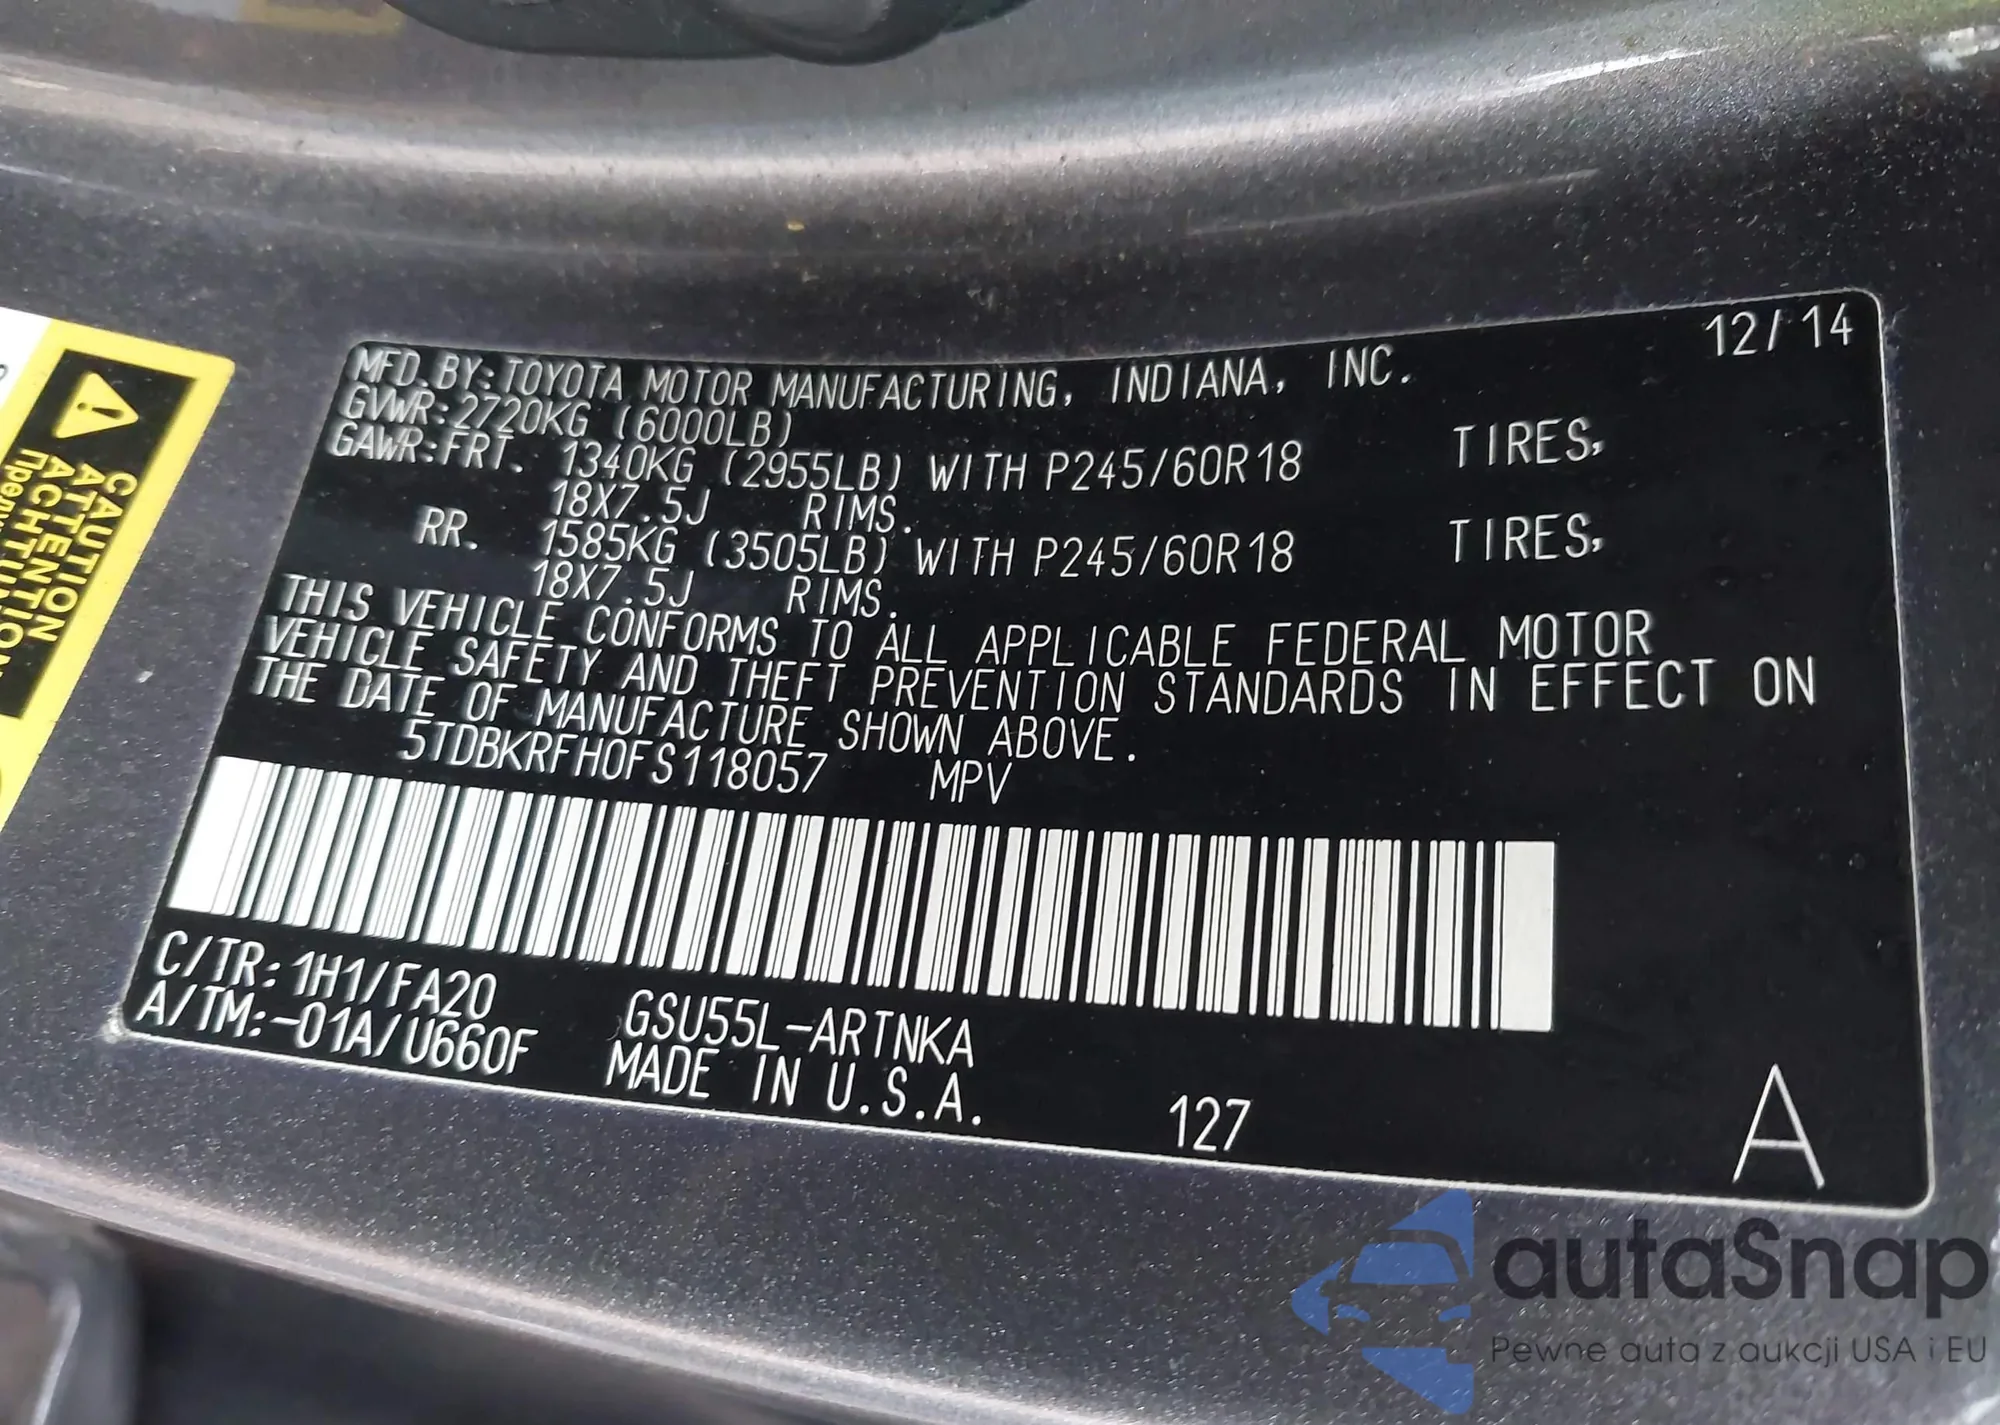 12/14
MFD.BY:TOYOTA MOTOR MANUFACTURING, INDIANA, INC.
GVWR:2720KG (6000LB)
GAWR:FRT. 1340KG (2955LB) WITH P245/60R18 TIRES,
18X7.5J RIMS.
RR. 1585KG (3505LB) WITH P245/60R18 TIRES,
18X7.5J RIMS.
THIS VEHICLE CONFORMS TO ALL APPLICABLE FEDERAL MOTOR
VEHICLE SAFETY AND THEFT PREVENTION STANDARDS IN EFFECT ON
THE DATE OF MANUFACTURE SHOWN ABOVE.
5TDBKRFH0FS118057 MPV
C/TR:1H1/FA20 GSU55L-ARTNKA
A/TM:-01A/U660F MADE IN U.S.A.
127
A
CAUTION
ATTENTION
ACHTUNG
autaSnap
Pewne auta z aukcji USA i EU